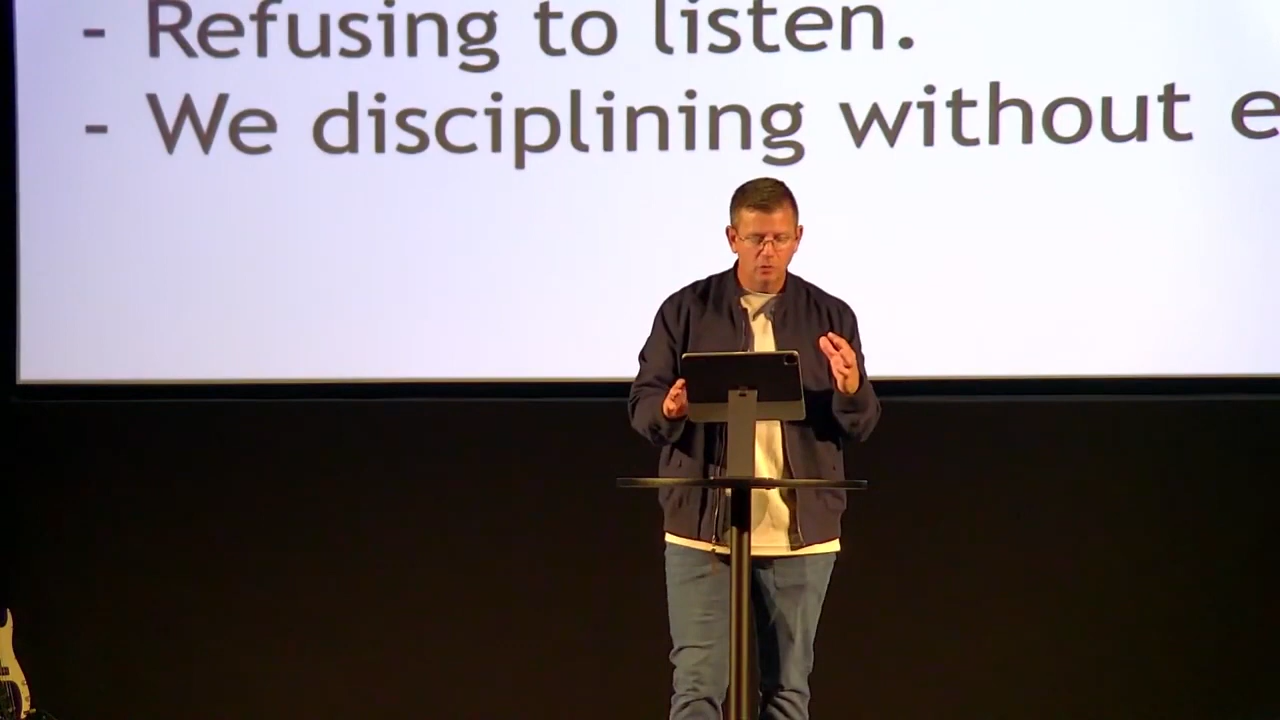 - Refusing to listen.
- We disciplining without e